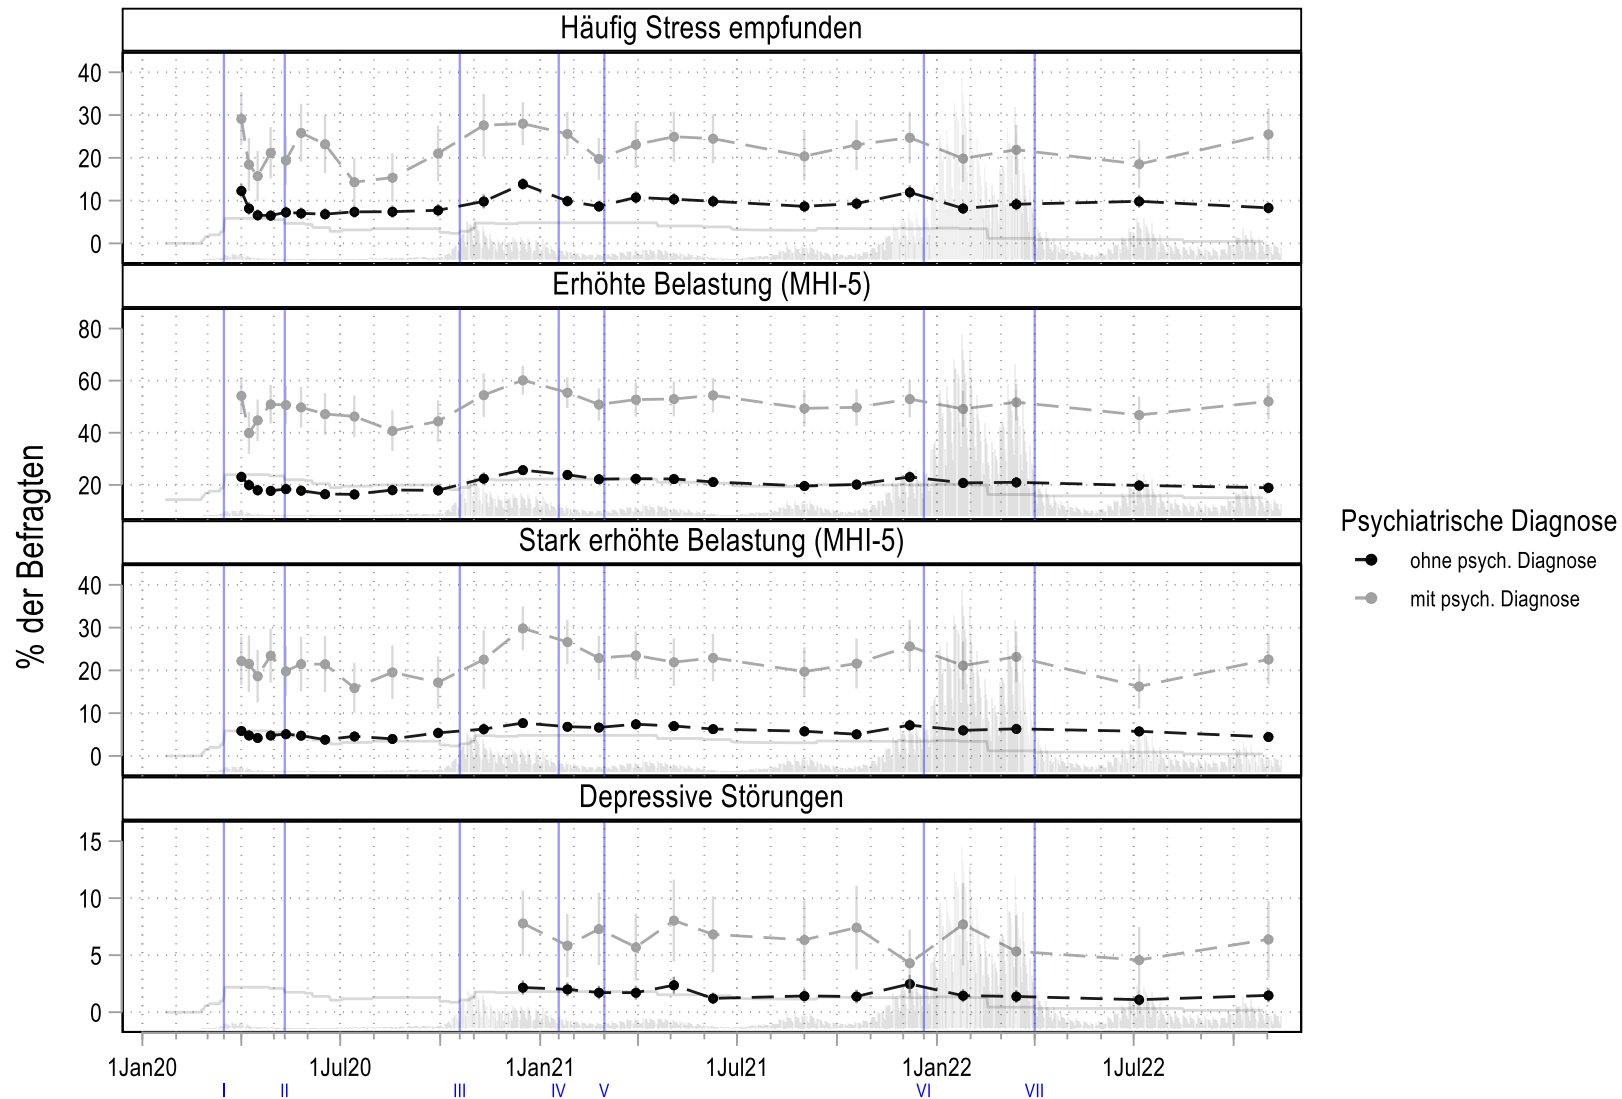 Häufig Stress empfunden
40
30
20
10
0
Erhöhte Belastung (MHI-5)
80
60
40
20
Stark erhöhte Belastung (MHI-5)
40
30
20
10
0
Depressive Störungen
15
10
5
0
% der Befragten
1Jan20 1Jul20 1Jan21 1Jul21 1Jan22 1Jul22
I II III IV V VI VII
Psychiatrische Diagnose
ohne psych. Diagnose
mit psych. Diagnose